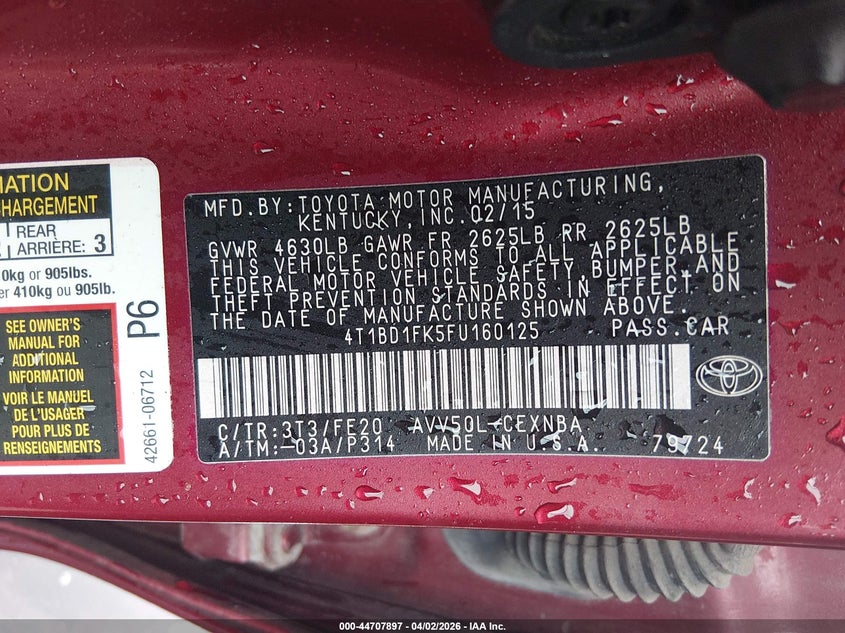 MFD.BY:TOYOTA MOTOR MANUFACTURING,
KENTUCKY, INC. 02/15
GVWR 4630LB GAWR FR 2625LB RR 2625LB
THIS VEHICLE CONFORMS TO ALL APPLICABLE
FEDERAL MOTOR VEHICLE SAFETY,BUMPER,AND
THEFT PREVENTION STANDARDS IN EFFECT ON
THE DATE OF MANUFACTURE SHOWN ABOVE.
4T1BD1FK5FU160125 PASS.CAR
C/TR:3T3/FE20 AVV50L-CEXNBA
A/TM:-03A/P314 MADE IN U.S.A. 79724
MATION
CHARGEMENT
REAR
ARRIÈRE: 3
0kg or 905lbs.
er 410kg ou 905lb.
SEE OWNER'S
MANUAL FOR
ADDITIONAL
INFORMATION
VOIR LE MANUEL
DE L'USAGER
POUR PLUS DE
RENSEIGNEMENTS
P6
42661-06712
000-44707897 - 04/02/2026 - IAA Inc.